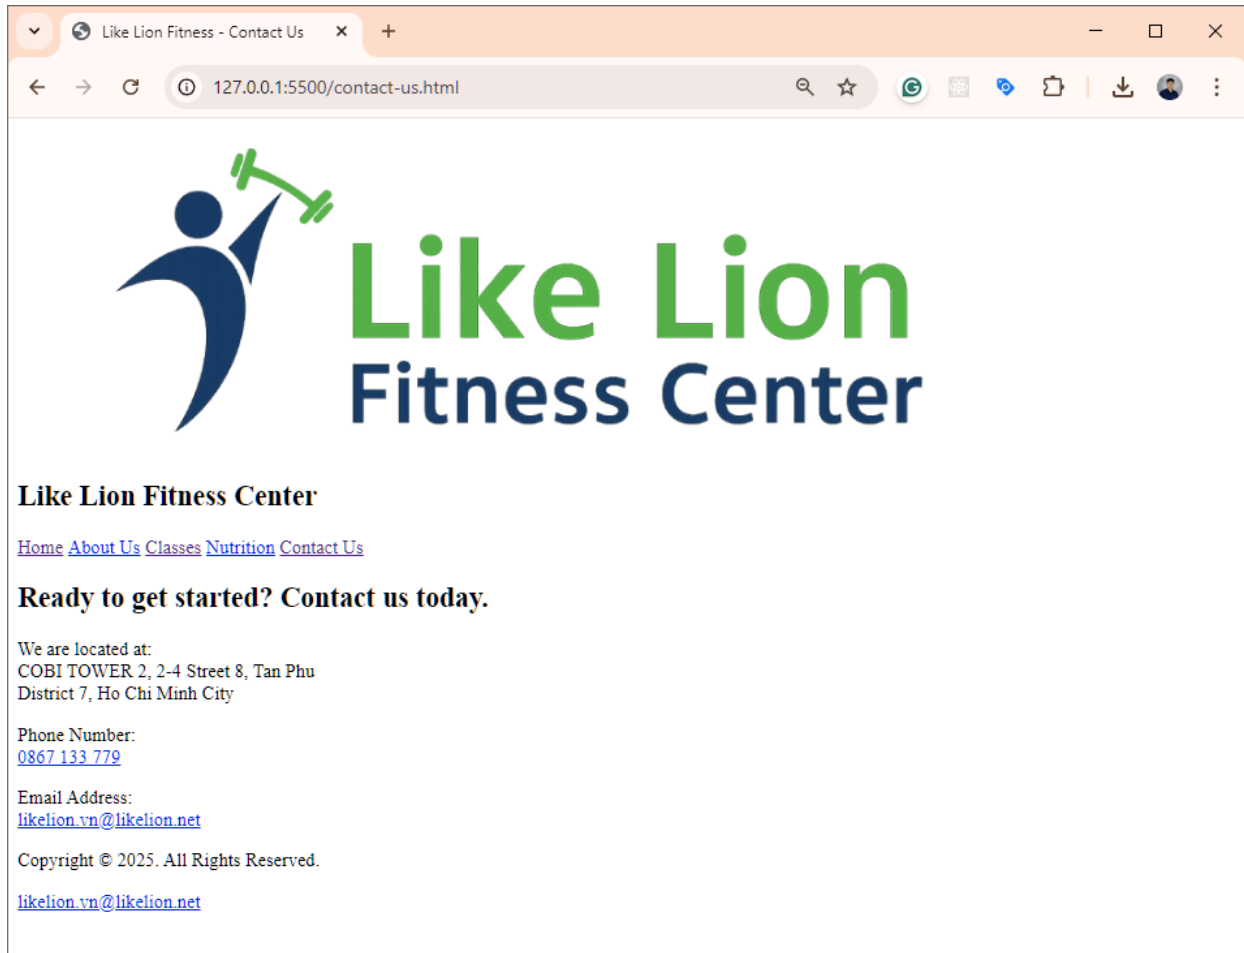 Like Lion Fitness - Contact Us
127.0.0.1:5500/contact-us.html
Like Lion
Fitness Center
Like Lion Fitness Center
Home About Us Classes Nutrition Contact Us
Ready to get started? Contact us today.
We are located at:
COBI TOWER 2, 2-4 Street 8, Tan Phu
District 7, Ho Chi Minh City
Phone Number:
0867 133 779
Email Address:
likelion.vn@likelion.net
Copyright © 2025. All Rights Reserved.
likelion.vn@likelion.net